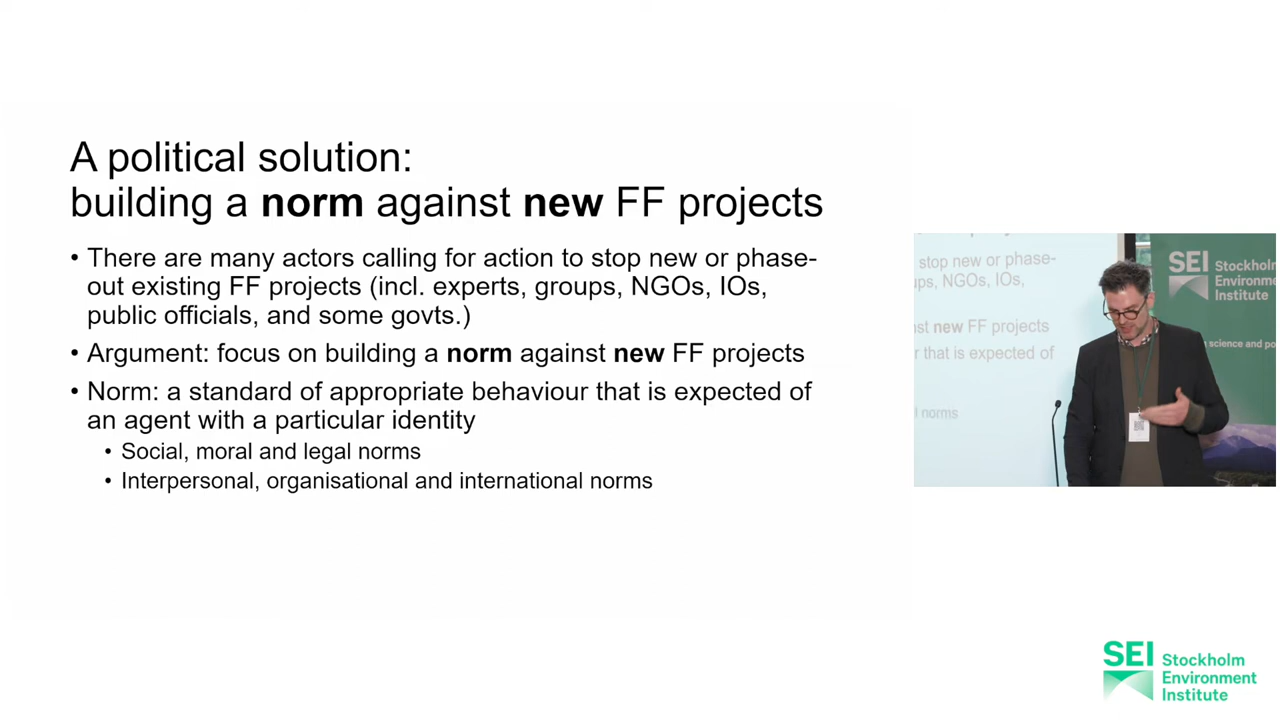 A political solution:
building a norm against new FF projects
• There are many actors calling for action to stop new or phase-
out existing FF projects (incl. experts, groups, NGOs, IOs,
public officials, and some govts.)
• Argument: focus on building a norm against new FF projects
• Norm: a standard of appropriate behaviour that is expected of
an agent with a particular identity
• Social, moral and legal norms
• Interpersonal, organisational and international norms
stop new or phase-
NGOs, IOs,
new FF projects
that is expected of
norms
SEI Stockholm
Environment
Institute
science and
SEI Stockholm
Environment
Institute